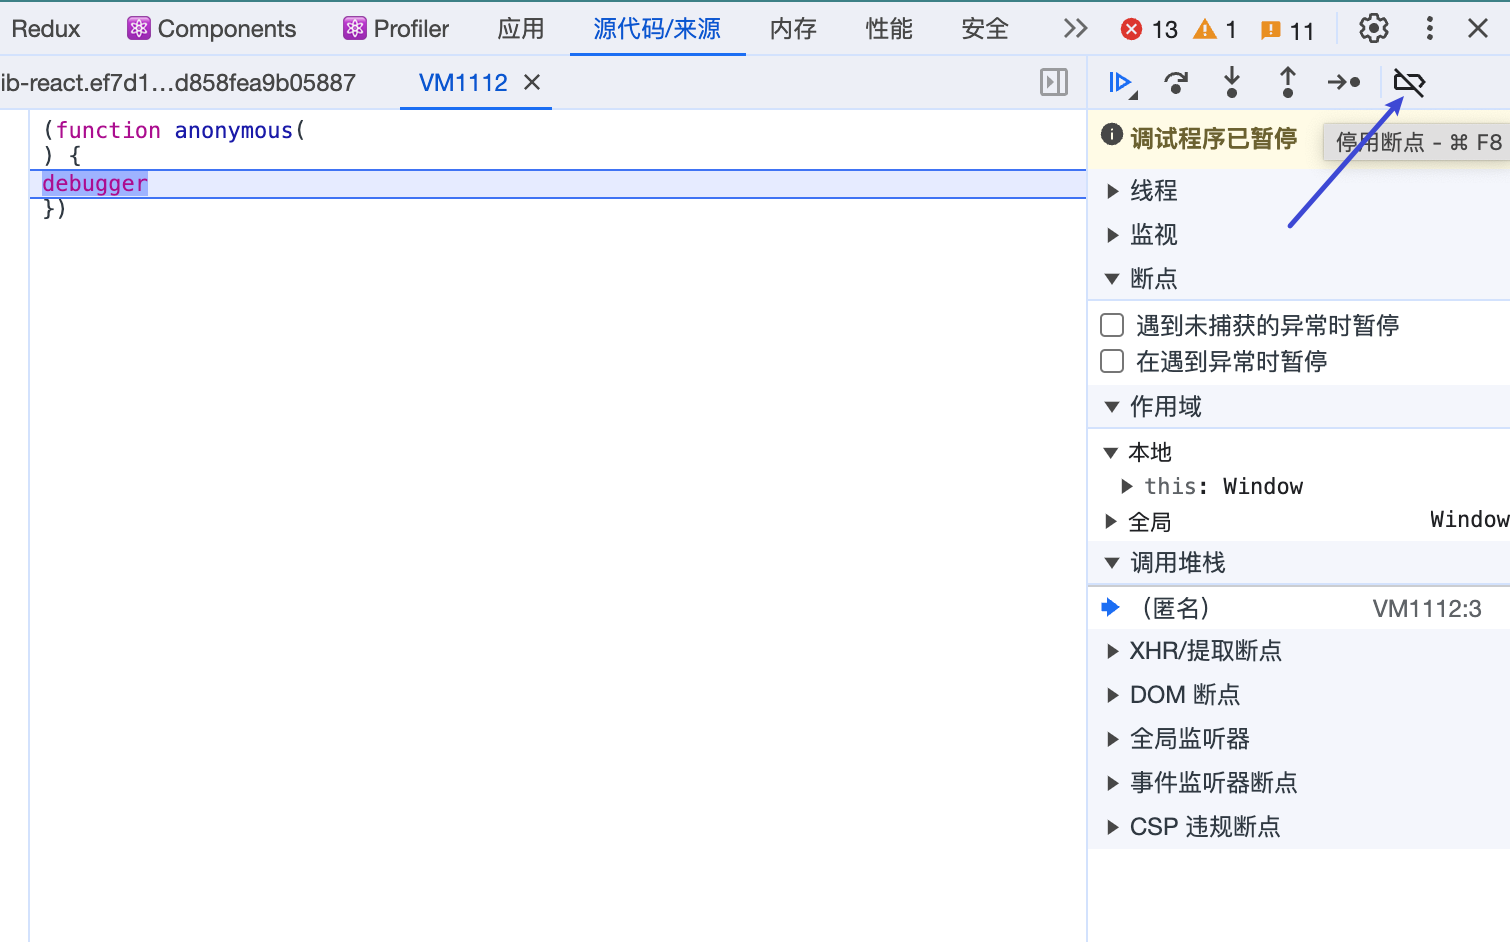 Redux Components Profiler 应用 源代码/来源 内存 性能 安全 13 1 11
ib-react.ef7d1...d858fea9b05887 VM1112
(function anonymous(
) {
debugger
})
调试程序已暂停
停用断点 - ⌘ F8
线程
监视
断点
遇到未捕获的异常时暂停
在遇到异常时暂停
作用域
本地
this: Window
全局 Window
调用堆栈
(匿名) VM1112:3
XHR/提取断点
DOM 断点
全局监听器
事件监听器断点
CSP 违规断点